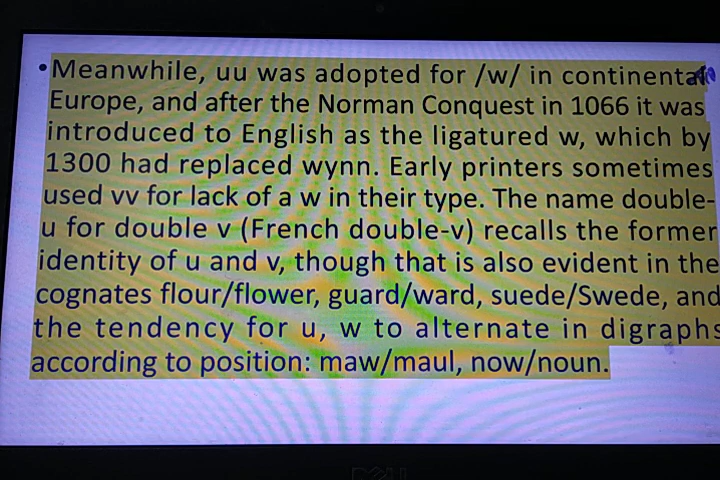 • Meanwhile, uu was adopted for /w/ in continental
Europe, and after the Norman Conquest in 1066 it was
introduced to English as the ligatured w, which by
1300 had replaced wynn. Early printers sometimes
used vv for lack of a w in their type. The name double-
u for double v (French double-v) recalls the former
identity of u and v, though that is also evident in the
cognates flour/flower, guard/ward, suede/Swede, and
the tendency for u, w to alternate in digraphs
according to position: maw/maul, now/noun.
DELL